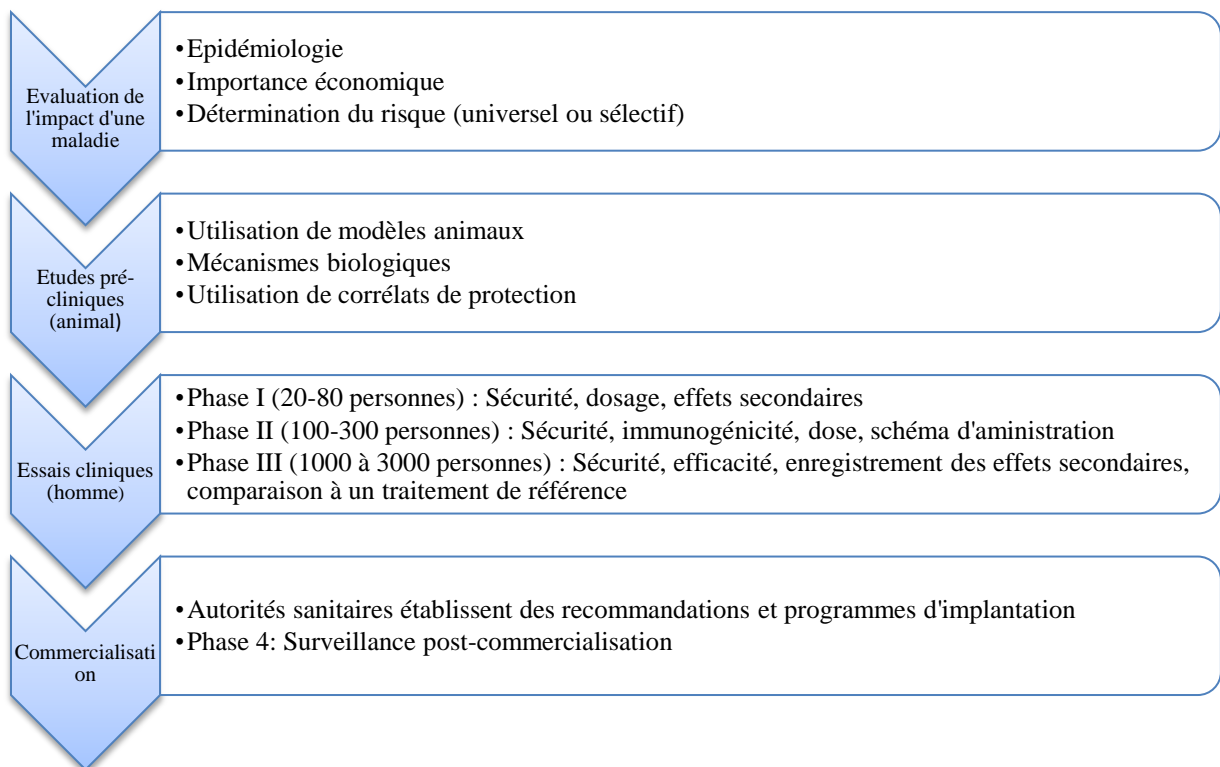 Evaluation de
l'impact d'une
maladie
•Epidémiologie
•Importance économique
•Détermination du risque (universel ou sélectif)
Etudes pré-
cliniques
(animal)
•Utilisation de modèles animaux
•Mécanismes biologiques
•Utilisation de corrélats de protection
Essais cliniques
(homme)
•Phase I (20-80 personnes) : Sécurité, dosage, effets secondaires
•Phase II (100-300 personnes) : Sécurité, immunogénicité, dose, schéma d'aministration
•Phase III (1000 à 3000 personnes) : Sécurité, efficacité, enregistrement des effets secondaires,
comparaison à un traitement de référence
Commercialisati
on
•Autorités sanitaires établissent des recommandations et programmes d'implantation
•Phase 4: Surveillance post-commercialisation